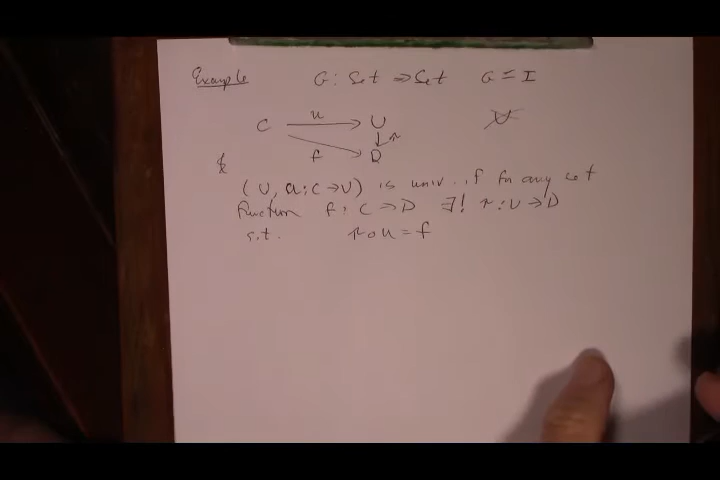 Example G: Set → Set G = I
C u U
r
f D
(U, u: C → U) is univ. if for any set
function f: C → D ∃! r: U → D
s.t. r ∘ u = f